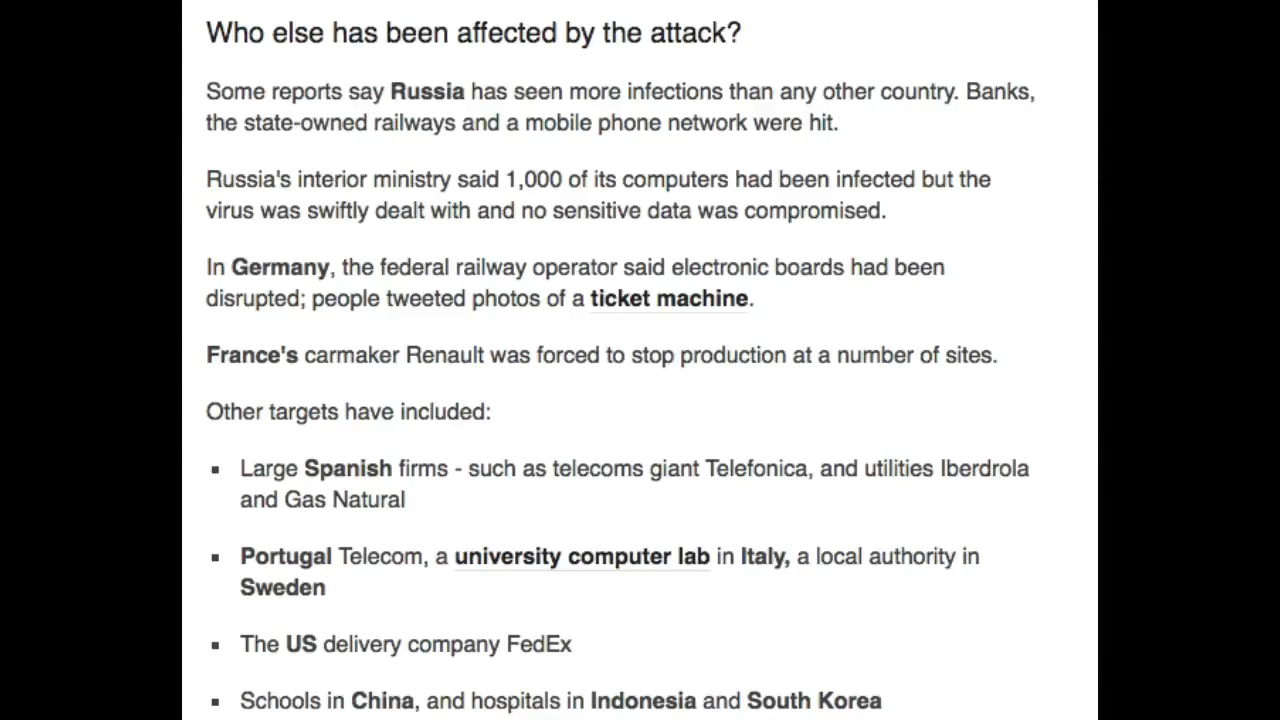 Who else has been affected by the attack?
Some reports say Russia has seen more infections than any other country. Banks,
the state-owned railways and a mobile phone network were hit.
Russia's interior ministry said 1,000 of its computers had been infected but the
virus was swiftly dealt with and no sensitive data was compromised.
In Germany, the federal railway operator said electronic boards had been
disrupted; people tweeted photos of a ticket machine.
France's carmaker Renault was forced to stop production at a number of sites.
Other targets have included:
▪ Large Spanish firms - such as telecoms giant Telefonica, and utilities Iberdrola
and Gas Natural
▪ Portugal Telecom, a university computer lab in Italy, a local authority in
Sweden
▪ The US delivery company FedEx
▪ Schools in China, and hospitals in Indonesia and South Korea